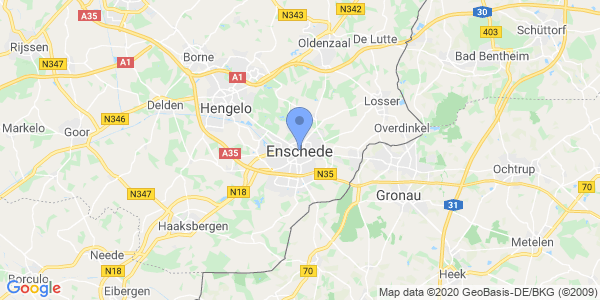 A35
N343
N342
30
De Lutte
Oldenzaal
403
Schüttorf
Rijssen
Borne
Bad Bentheim
N347
A1
A1
Delden
Hengelo
Losser
N346
Markelo
Goor
Overdinkel
A35
Enschede
Ochtrup
N35
N347
N18
Gronau
70
31
Haaksbergen
Metelen
Neede
N18
70
Heek
Borculo
Eibergen
Google
Map data ©2020 GeoBasis-DE/BKG (©2009)